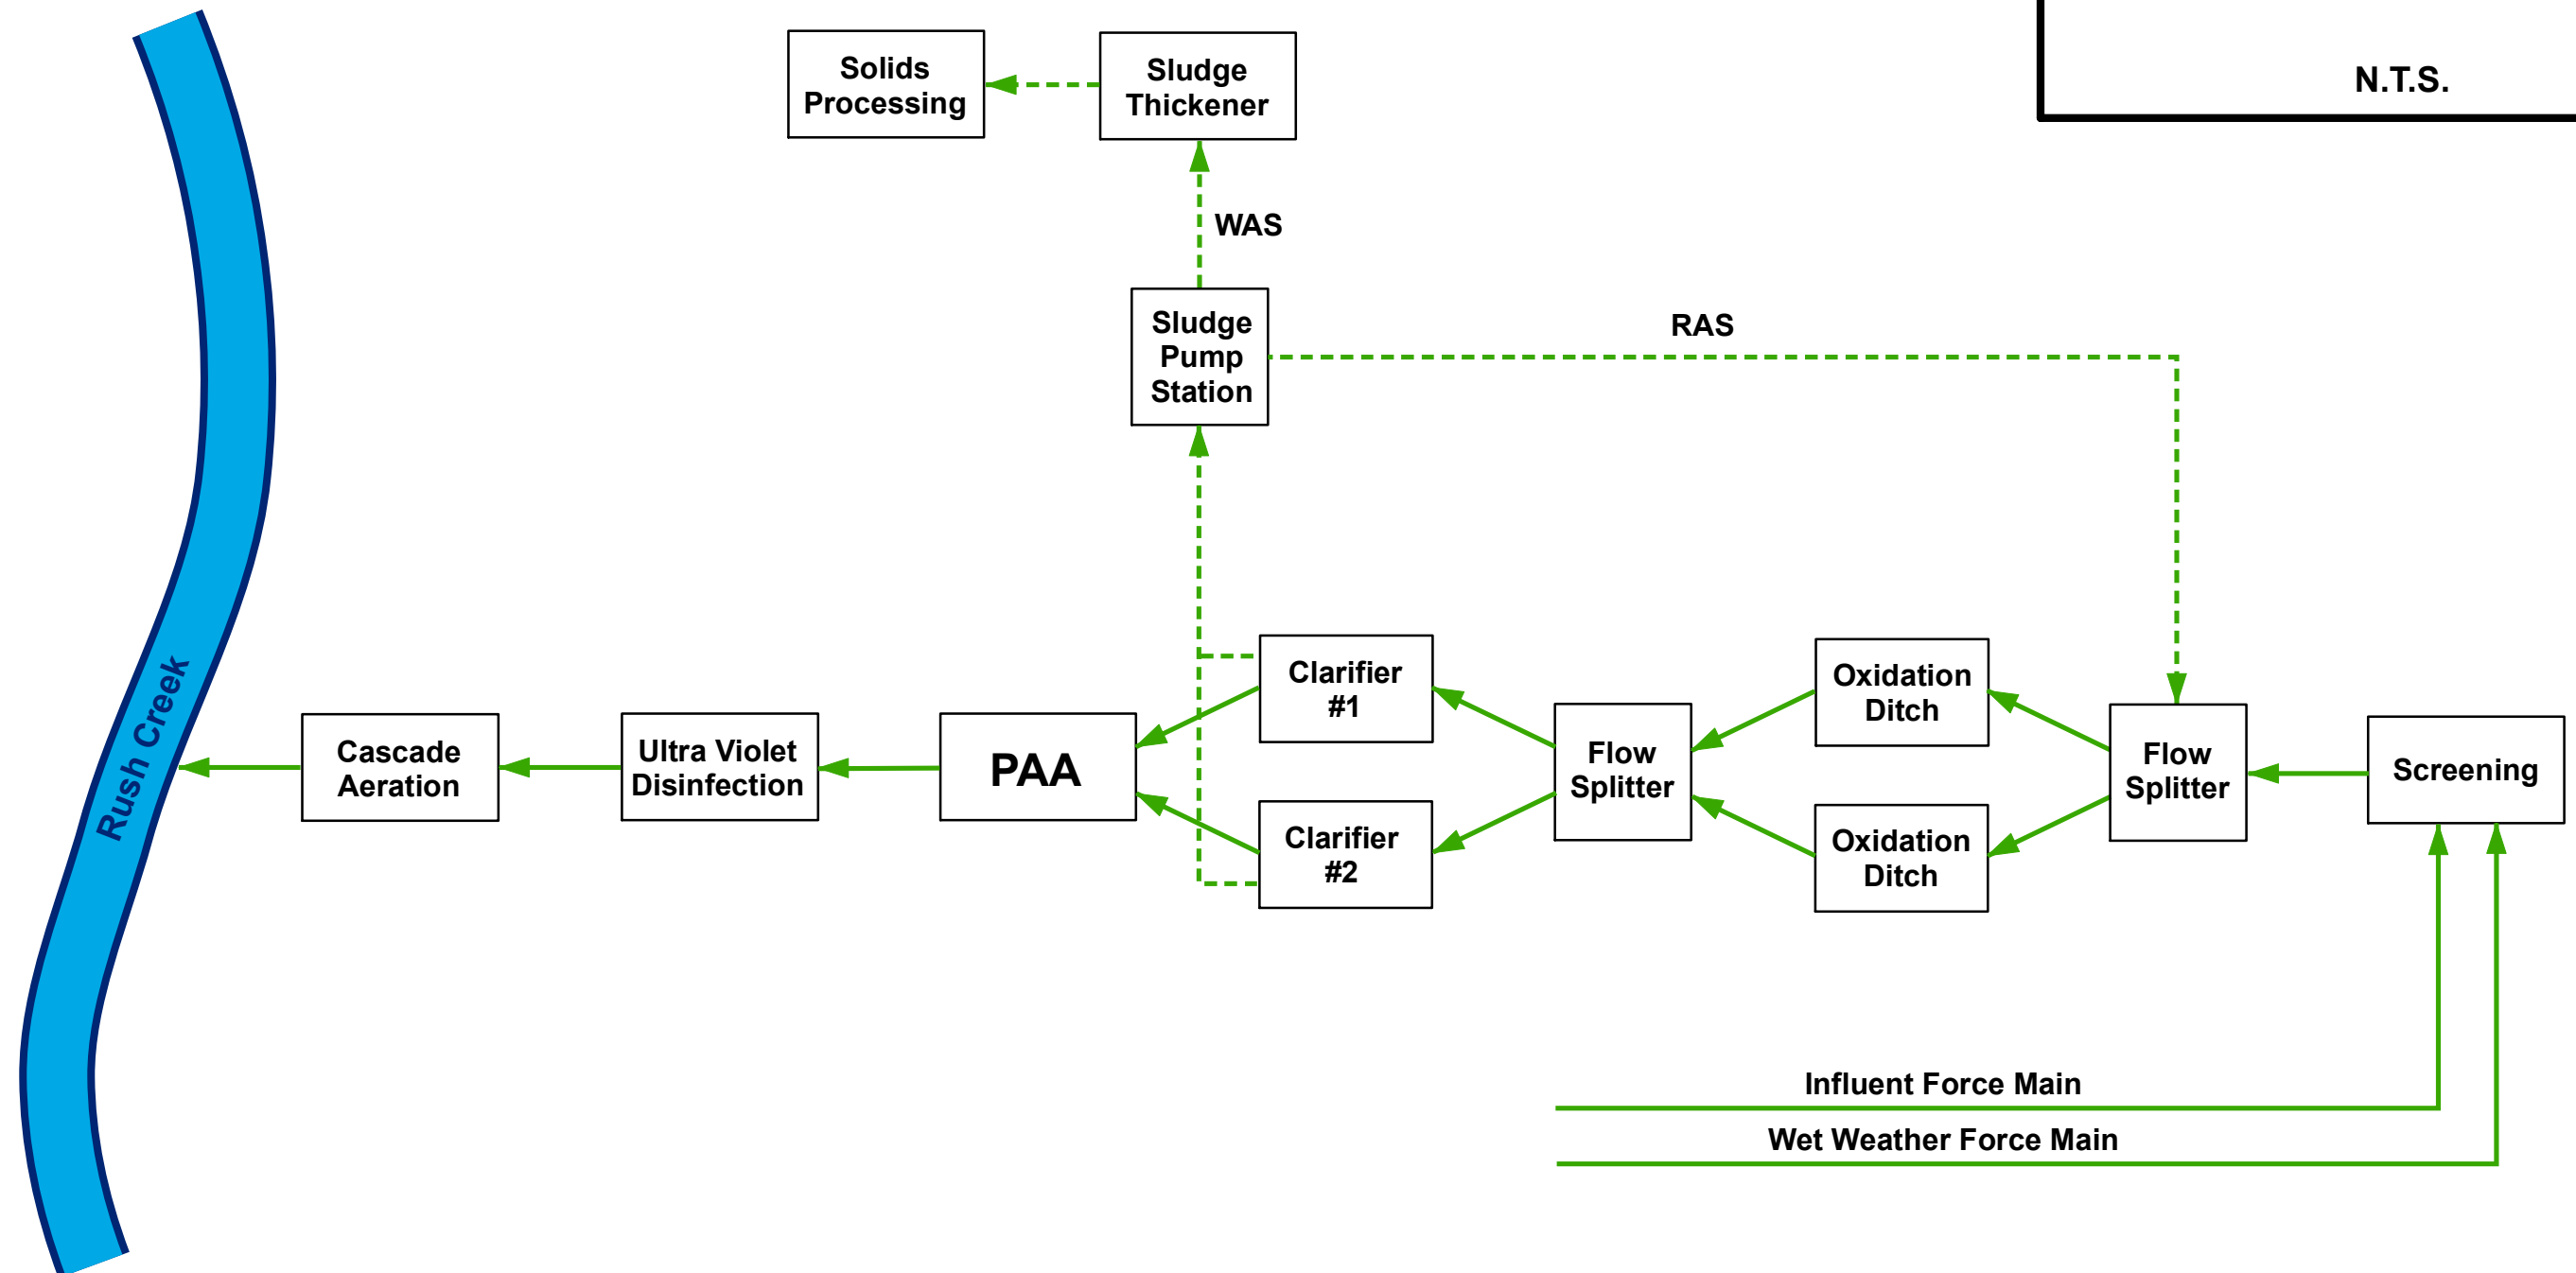 N.T.S.
Solids
Processing
Sludge
Thickener
WAS
Sludge
Pump
Station
RAS
Rush Creek
Cascade
Aeration
Ultra Violet
Disinfection
PAA
Clarifier
#1
Clarifier
#2
Flow
Splitter
Oxidation
Ditch
Oxidation
Ditch
Flow
Splitter
Screening
Influent Force Main
Wet Weather Force Main